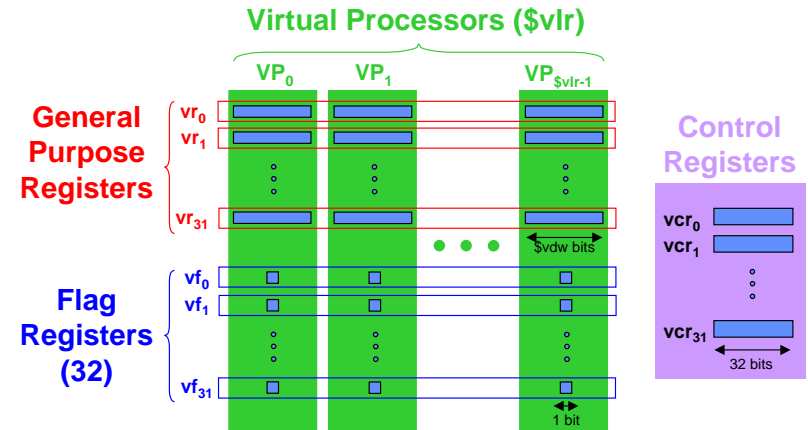 Virtual Processors ($vlr)
VP0 VP1 VP$vlr-1
General
Purpose
Registers
vr0
vr1
vr31
$vdw bits
Flag
Registers
(32)
vf0
vf1
vf31
1 bit
Control
Registers
vcr0
vcr1
vcr31
32 bits